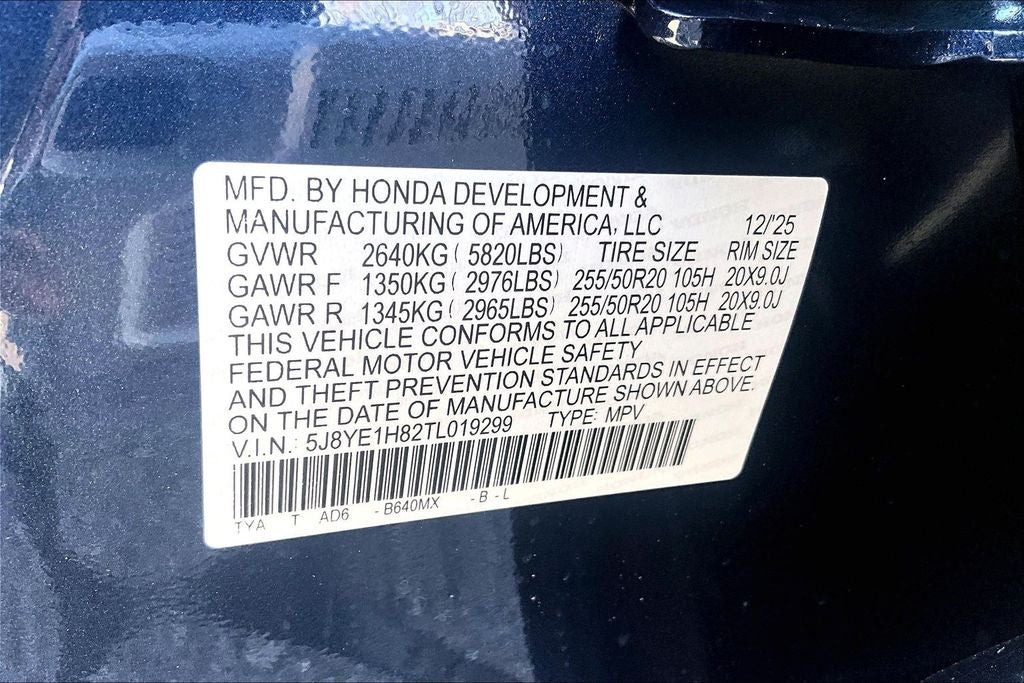 MFD. BY HONDA DEVELOPMENT &
MANUFACTURING OF AMERICA, LLC 12/'25
GVWR 2640KG ( 5820LBS) TIRE SIZE RIM SIZE
GAWR F 1350KG ( 2976LBS) 255/50R20 105H 20X9.0J
GAWR R 1345KG ( 2965LBS) 255/50R20 105H 20X9.0J
THIS VEHICLE CONFORMS TO ALL APPLICABLE
FEDERAL MOTOR VEHICLE SAFETY
AND THEFT PREVENTION STANDARDS IN EFFECT
ON THE DATE OF MANUFACTURE SHOWN ABOVE.
V.I.N.: 5J8YE1H82TL019299 TYPE: MPV
TYA T AD6 - B640MX - B - L